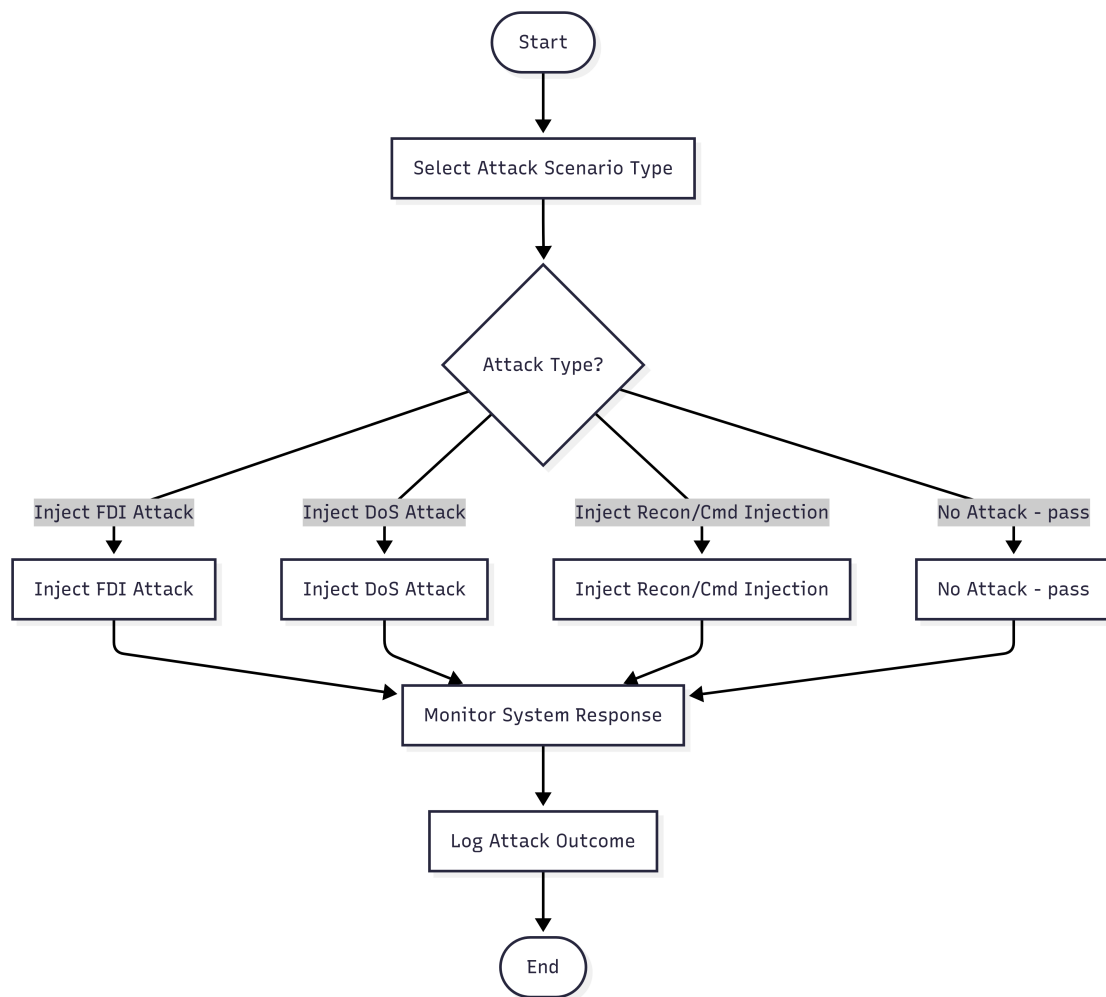 Start
Select Attack Scenario Type
Attack Type?
Inject FDI Attack
Inject DoS Attack
Inject Recon/Cmd Injection
No Attack - pass
Inject FDI Attack
Inject DoS Attack
Inject Recon/Cmd Injection
No Attack - pass
Monitor System Response
Log Attack Outcome
End